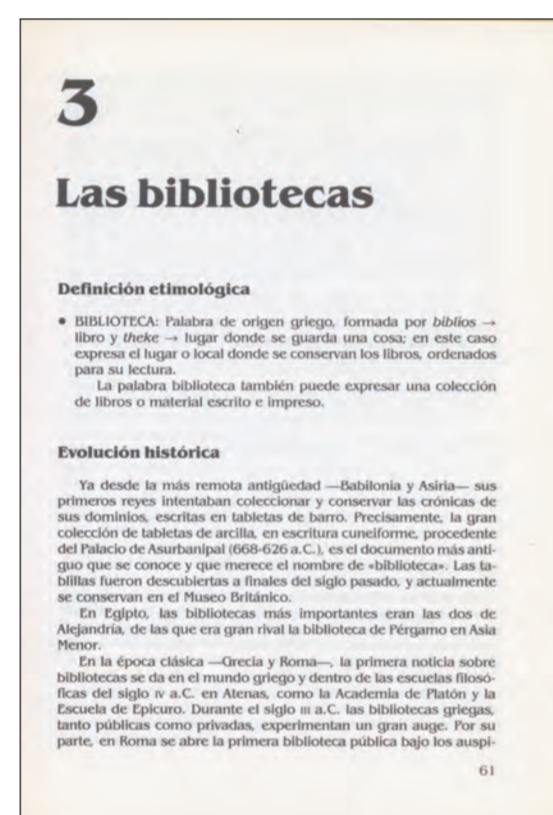 3
Las bibliotecas
Definición etimológica
• BIBLIOTECA: Palabra de origen griego, formada por biblios →
libro y theke → lugar donde se guarda una cosa; en este caso
expresa el lugar o local donde se conservan los libros, ordenados
para su lectura.
La palabra biblioteca también puede expresar una colección
de libros o material escrito e impreso.
Evolución histórica
Ya desde la más remota antigüedad —Babilonia y Asiria— sus
primeros reyes intentaban coleccionar y conservar las crónicas de
sus dominios, escritas en tabletas de barro. Precisamente, la gran
colección de tabletas de arcilla, en escritura cuneiforme, procedente
del Palacio de Asurbanipal (668-626 a.C.), es el documento más anti-
guo que se conoce y que merece el nombre de «biblioteca». Las ta-
blillas fueron descubiertas a finales del siglo pasado, y actualmente
se conservan en el Museo Británico.
En Egipto, las bibliotecas más importantes eran las dos de
Alejandría, de las que era gran rival la biblioteca de Pérgamo en Asia
Menor.
En la época clásica —Grecia y Roma—, la primera noticia sobre
bibliotecas se da en el mundo griego y dentro de las escuelas filosó-
ficas del siglo IV a.C. en Atenas, como la Academia de Platón y la
Escuela de Epicuro. Durante el siglo III a.C. las bibliotecas griegas,
tanto públicas como privadas, experimentan un gran auge. Por su
parte, en Roma se abre la primera biblioteca pública bajo los auspi-
61